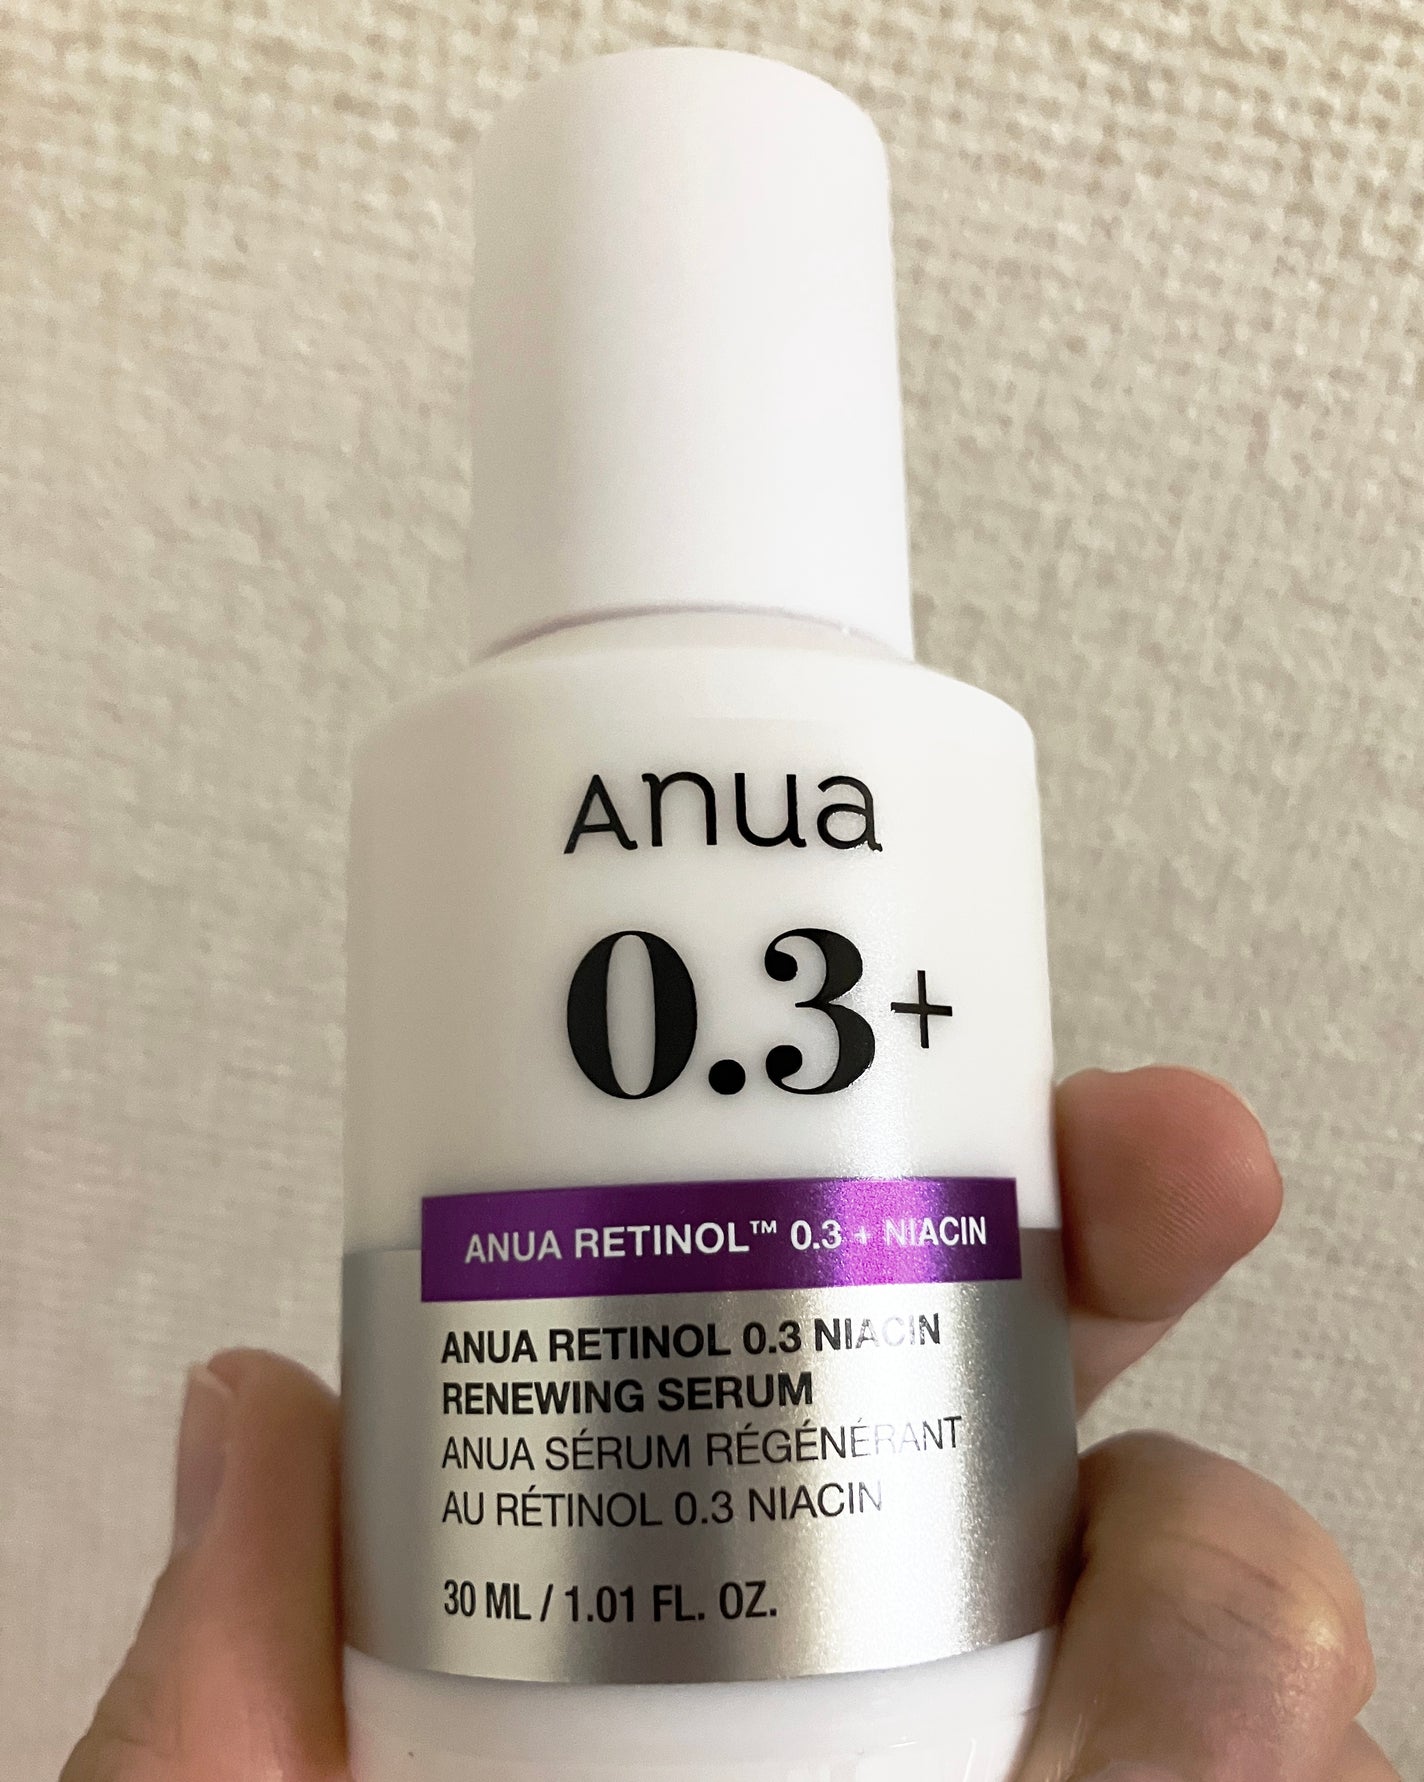 Anua
0.3+
ANUA RETINOL™ 0.3 + NIACIN
ANUA RETINOL 0.3 NIACIN
RENEWING SERUM
ANUA SÉRUM RÉGÉNÉRANT
AU RÉTINOL 0.3 NIACIN
30 ML / 1.01 FL. OZ.